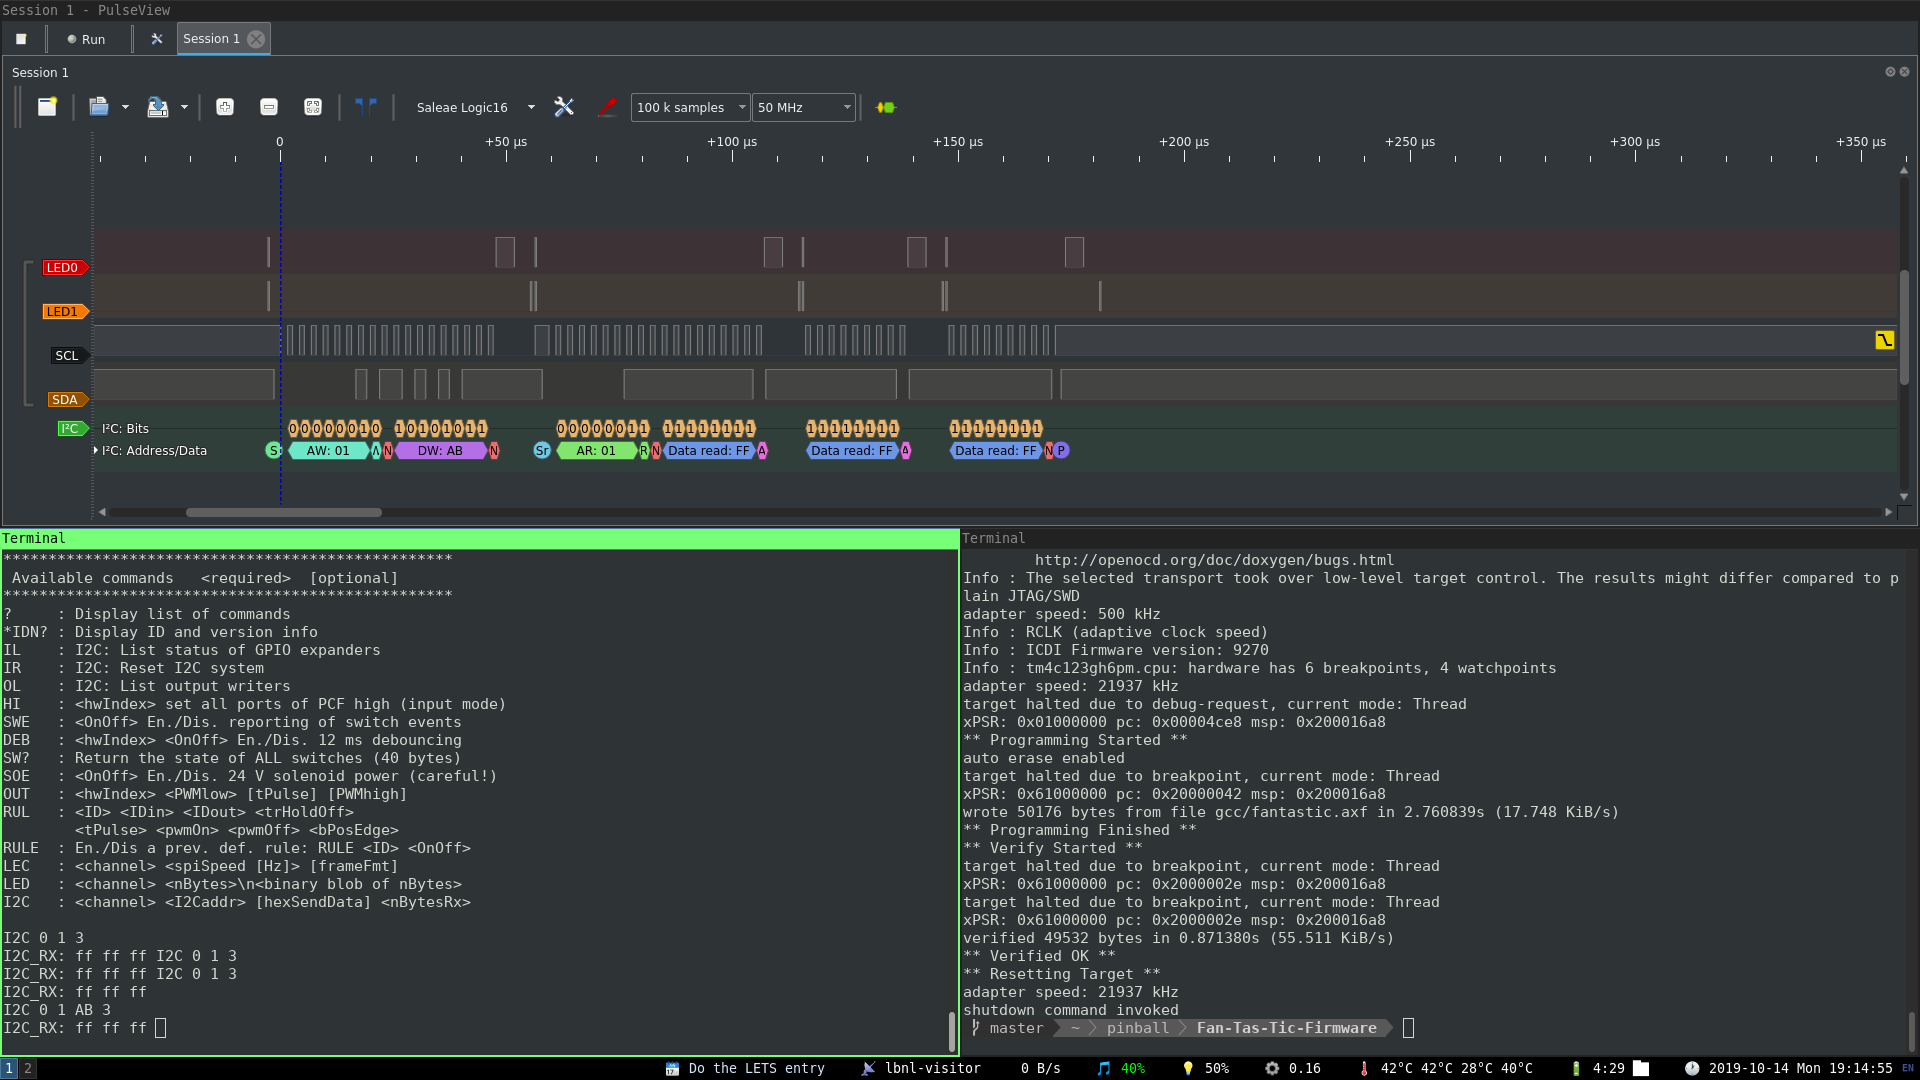 Session 1 - PulseView
Run
Session 1
Session 1
Saleae Logic16
100 k samples
50 MHz
0 +50 µs +100 µs +150 µs +200 µs +250 µs +300 µs +350 µs
LED0
LED1
SCL
SDA
I²C
I²C: Bits 0 0 0 0 0 0 1 0 1 0 1 0 1 0 1 1 0 0 0 0 0 0 1 1 1 1 1 1 1 1 1 1 1 1 1 1 1 1 1 1 1 1 1 1 1 1 1 1
I²C: Address/Data S AW: 01 W N DW: AB N Sr AR: 01 R N Data read: FF A Data read: FF A Data read: FF N P
Terminal
**************************************************
Available commands <required> [optional]
**************************************************
? : Display list of commands
*IDN? : Display ID and version info
IL : I2C: List status of GPIO expanders
IR : I2C: Reset I2C system
OL : I2C: List output writers
HI : <hwIndex> set all ports of PCF high (input mode)
SWE : <OnOff> En./Dis. reporting of switch events
DEB : <hwIndex> <OnOff> En./Dis. 12 ms debouncing
SW? : Return the state of ALL switches (40 bytes)
SOE : <OnOff> En./Dis. 24 V solenoid power (careful!)
OUT : <hwIndex> <PWMlow> [tPulse] [PWMhigh]
RUL : <ID> <IDin> <IDout> <trHoldOff>
<tPulse> <pwmOn> <pwmOff> <bPosEdge>
RULE : En./Dis a prev. def. rule: RULE <ID> <OnOff>
LEC : <channel> <spiSpeed [Hz]> [frameFmt]
LED : <channel> <nBytes>\n<binary blob of nBytes>
I2C : <channel> <I2Caddr> [hexSendData] <nBytesRx>
I2C 0 1 3
I2C_RX: ff ff ff I2C 0 1 3
I2C_RX: ff ff ff I2C 0 1 3
I2C_RX: ff ff ff
I2C 0 1 AB 3
I2C_RX: ff ff ff
Terminal
http://openocd.org/doc/doxygen/bugs.html
Info : The selected transport took over low-level target control. The results might differ compared to p
lain JTAG/SWD
adapter speed: 500 kHz
Info : RCLK (adaptive clock speed)
Info : ICDI Firmware version: 9270
Info : tm4c123gh6pm.cpu: hardware has 6 breakpoints, 4 watchpoints
adapter speed: 21937 kHz
target halted due to debug-request, current mode: Thread
xPSR: 0x01000000 pc: 0x00004ce8 msp: 0x200016a8
** Programming Started **
auto erase enabled
target halted due to breakpoint, current mode: Thread
xPSR: 0x61000000 pc: 0x20000042 msp: 0x200016a8
wrote 50176 bytes from file gcc/fantastic.axf in 2.760839s (17.748 KiB/s)
** Programming Finished **
** Verify Started **
target halted due to breakpoint, current mode: Thread
xPSR: 0x61000000 pc: 0x2000002e msp: 0x200016a8
target halted due to breakpoint, current mode: Thread
xPSR: 0x61000000 pc: 0x2000002e msp: 0x200016a8
verified 49532 bytes in 0.871380s (55.511 KiB/s)
** Verified OK **
** Resetting Target **
adapter speed: 21937 kHz
shutdown command invoked
master ~ pinball Fan-Tas-Tic-Firmware
1 2 Do the LETS entry lbnl-visitor 0 B/s 40% 50% 0.16 42°C 42°C 28°C 40°C 4:29 2019-10-14 Mon 19:14:55 EN